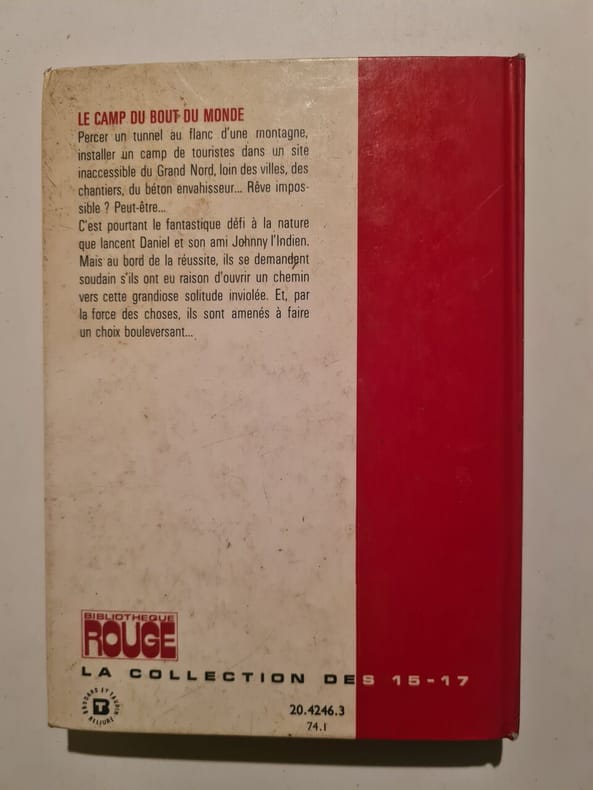 LE CAMP DU BOUT DU MONDE
Percer un tunnel au flanc d'une montagne,
installer un camp de touristes dans un site
inaccessible du Grand Nord, loin des villes, des
chantiers, du béton envahisseur... Rêve impos-
sible ? Peut-être...
C'est pourtant le fantastique défi à la nature
que lancent Daniel et son ami Johnny l'Indien.
Mais au bord de la réussite, ils se demandent
soudain s'ils ont eu raison d'ouvrir un chemin
vers cette grandiose solitude inviolée. Et, par
la force des choses, ils sont amenés à faire
un choix bouleversant...
BIBLIOTHEQUE
ROUGE
LA COLLECTION DES 15-17
BRODARD ET TAUPIN
RELIURE
BT
20.4246.3
74.1